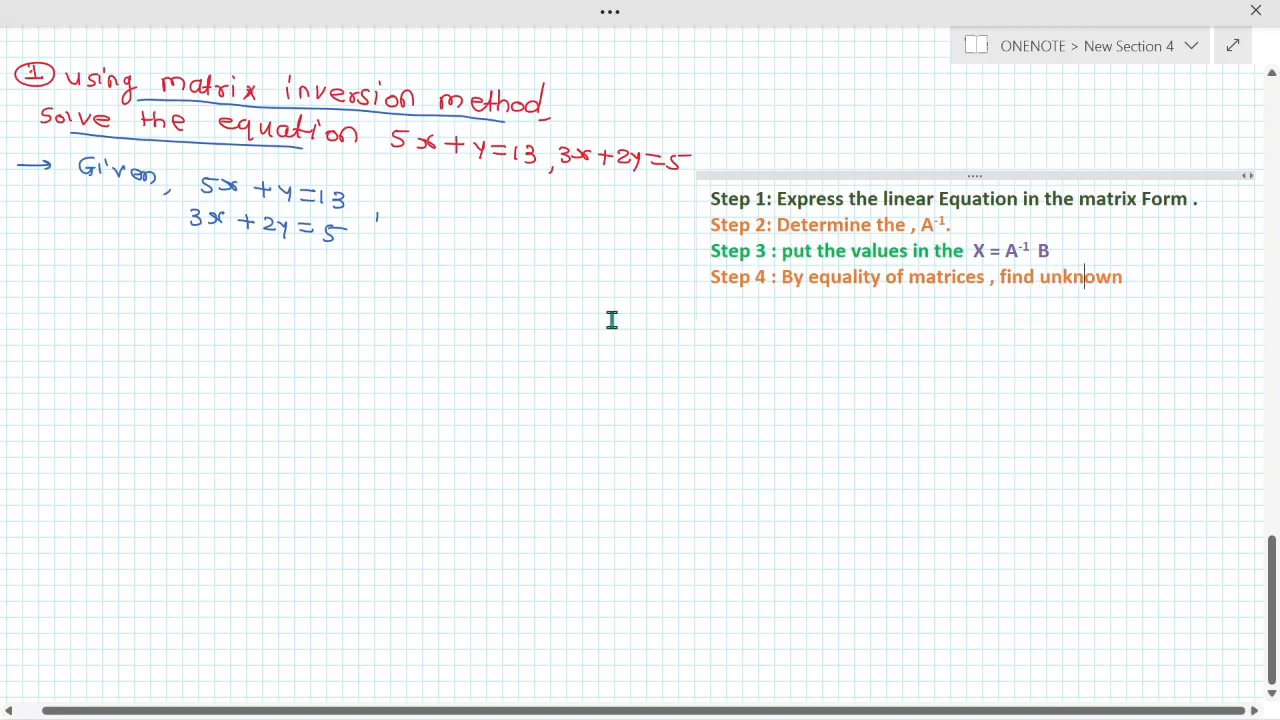 ONENOTE > New Section 4
1 using matrix inversion method
solve the equation 5x + y = 13 , 3x + 2y = 5
→ Given, 5x + y = 13
3x + 2y = 5
Step 1: Express the linear Equation in the matrix Form .
Step 2: Determine the , A⁻¹.
Step 3 : put the values in the X = A⁻¹ B
Step 4 : By equality of matrices , find unknown